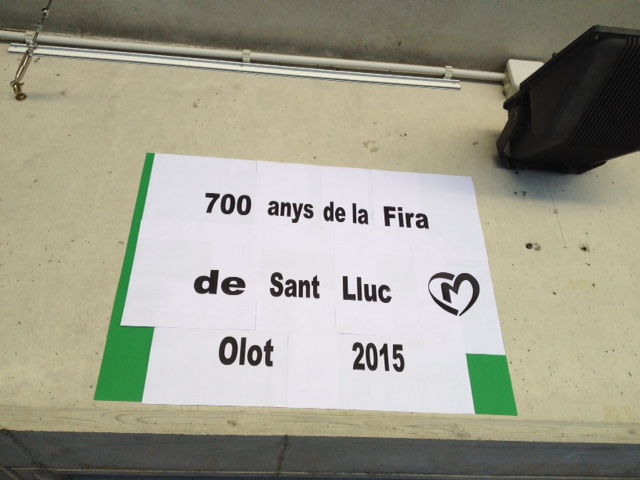 700 anys de la Fira
de Sant Lluc
Olot 2015